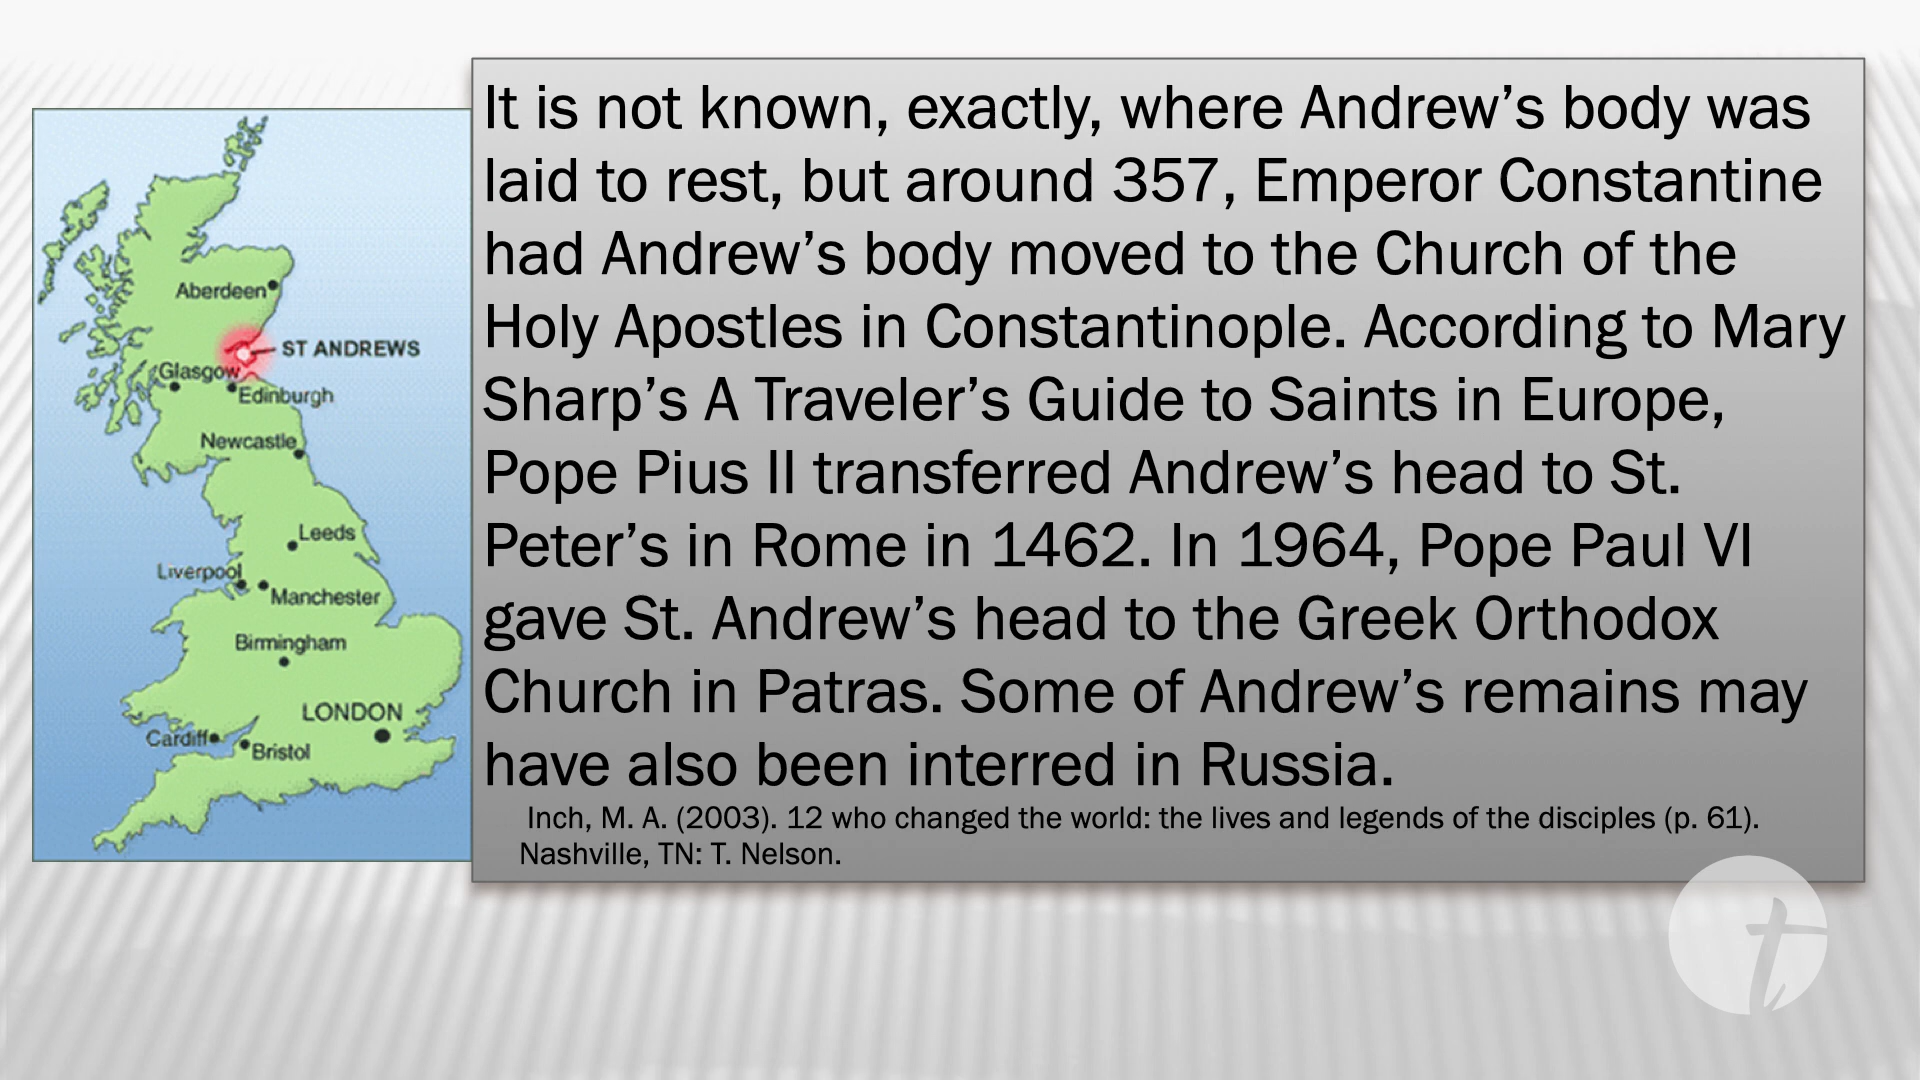 Aberdeen
ST ANDREWS
Glasgow
Edinburgh
Newcastle
Leeds
Liverpool
Manchester
Birmingham
LONDON
Cardiff
Bristol
It is not known, exactly, where Andrew’s body was
laid to rest, but around 357, Emperor Constantine
had Andrew’s body moved to the Church of the
Holy Apostles in Constantinople. According to Mary
Sharp’s A Traveler’s Guide to Saints in Europe,
Pope Pius II transferred Andrew’s head to St.
Peter’s in Rome in 1462. In 1964, Pope Paul VI
gave St. Andrew’s head to the Greek Orthodox
Church in Patras. Some of Andrew’s remains may
have also been interred in Russia.
Inch, M. A. (2003). 12 who changed the world: the lives and legends of the disciples (p. 61).
Nashville, TN: T. Nelson.